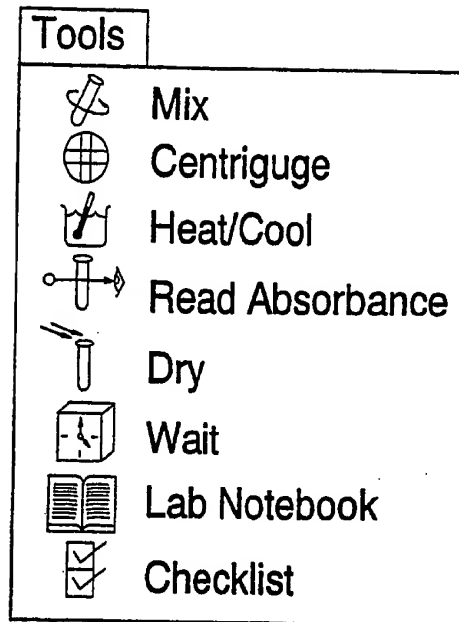 Tools
Mix
Centriguge
Heat/Cool
Read Absorbance
Dry
Wait
Lab Notebook
Checklist